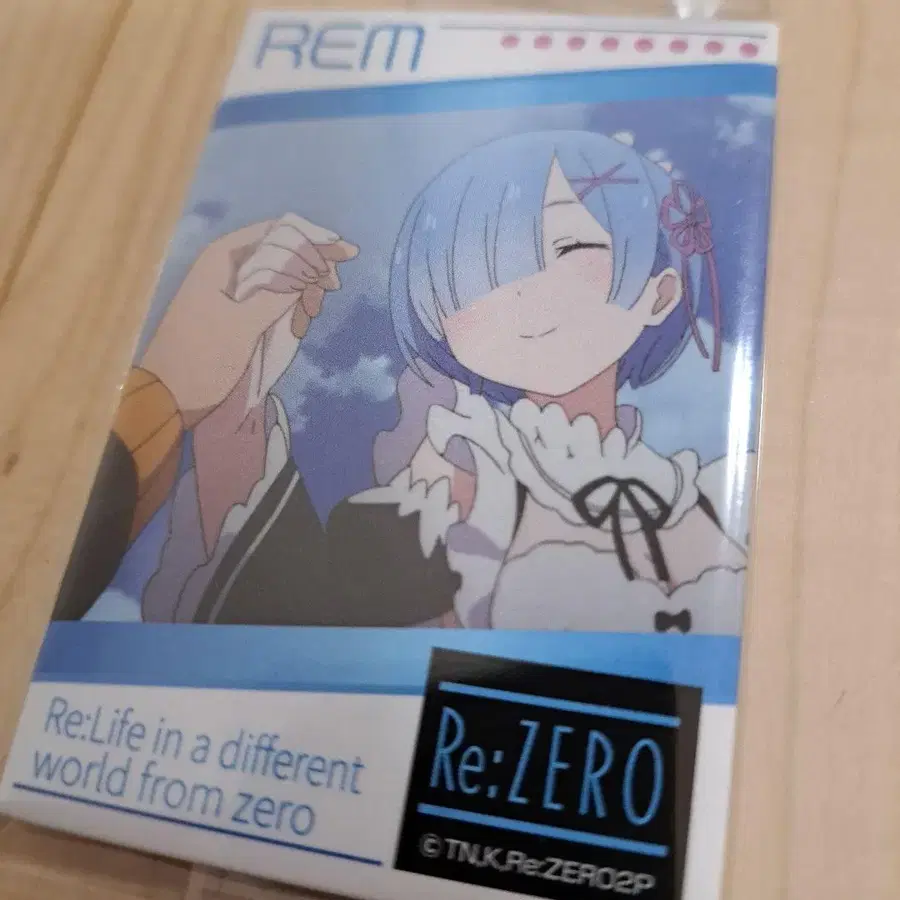 REM
Re:Life in a different
world from zero
Re:ZERO
© TN,K,Re:ZERO2P